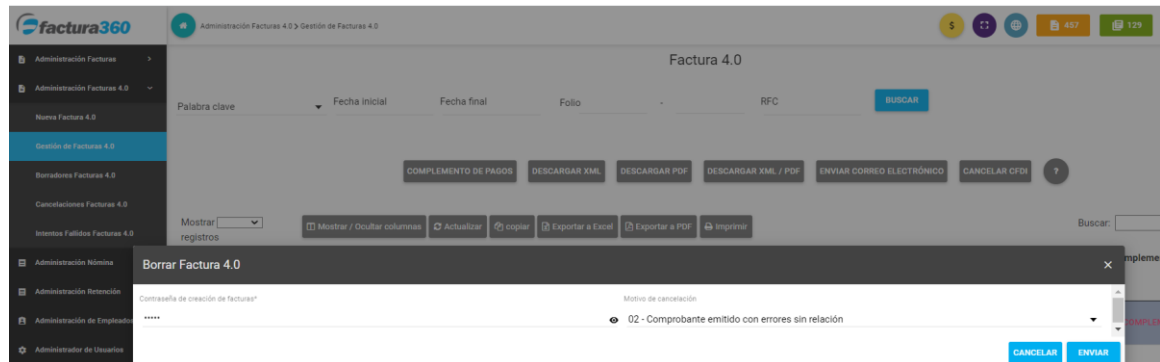 factura360
Administración Facturas 4.0 > Gestión de Facturas 4.0
$
457
129
Administración Facturas
Administración Facturas 4.0
Nueva Factura 4.0
Gestión de Facturas 4.0
Borradores Facturas 4.0
Cancelaciones Facturas 4.0
Intentos Fallidos Facturas 4.0
Administración Nómina
Administración Retención
Administración de Empleados
Administrador de Usuarios
Factura 4.0
Palabra clave Fecha inicial Fecha final Folio - RFC BUSCAR
COMPLEMENTO DE PAGOS DESCARGAR XML DESCARGAR PDF DESCARGAR XML / PDF ENVIAR CORREO ELECTRÓNICO CANCELAR CFDI ?
Mostrar registros
Mostrar / Ocultar columnas Actualizar copiar Exportar a Excel Exportar a PDF Imprimir
Buscar:
mpleme
COMPLEM
Borrar Factura 4.0 ×
Contraseña de creación de facturas* Motivo de cancelación
••••• 02 - Comprobante emitido con errores sin relación
CANCELAR ENVIAR